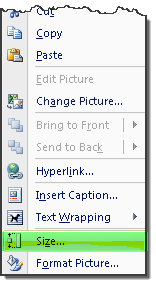 Cut
Copy
Paste
Edit Picture
Change Picture...
Bring to Front
Send to Back
Hyperlink...
Insert Caption...
Text Wrapping
Size...
Format Picture...